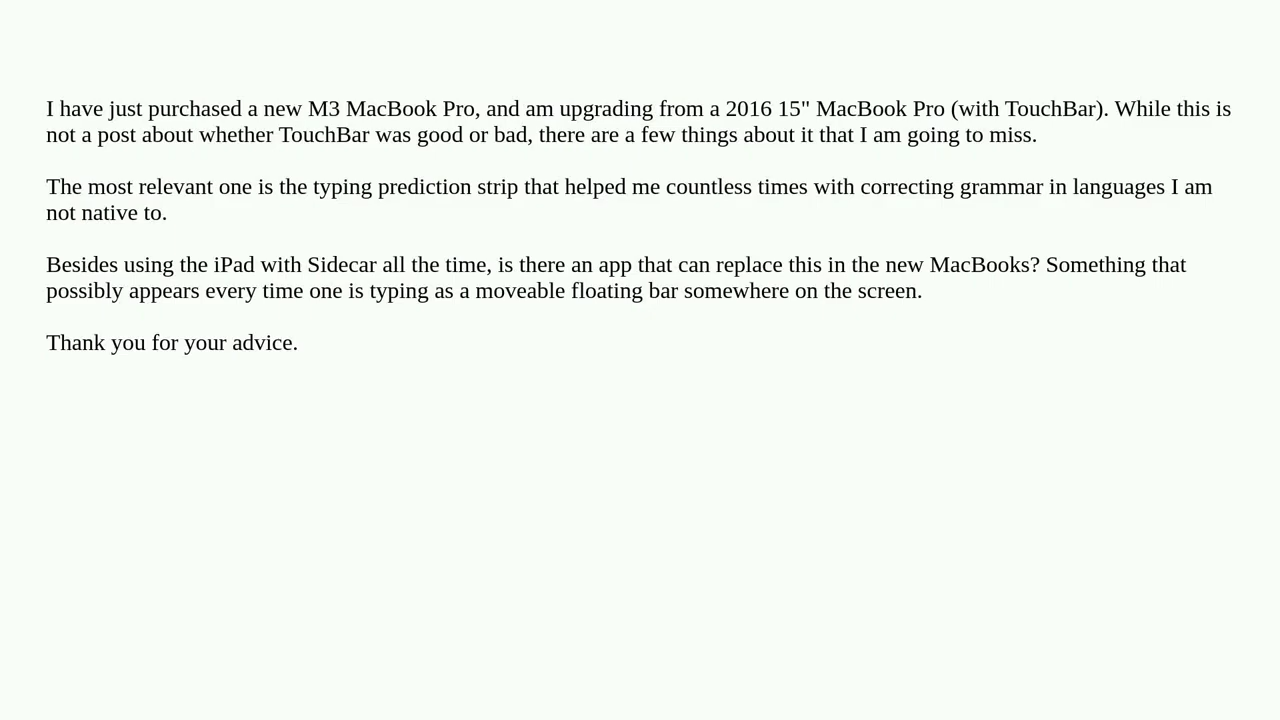 I have just purchased a new M3 MacBook Pro, and am upgrading from a 2016 15" MacBook Pro (with TouchBar). While this is
not a post about whether TouchBar was good or bad, there are a few things about it that I am going to miss.
The most relevant one is the typing prediction strip that helped me countless times with correcting grammar in languages I am
not native to.
Besides using the iPad with Sidecar all the time, is there an app that can replace this in the new MacBooks? Something that
possibly appears every time one is typing as a moveable floating bar somewhere on the screen.
Thank you for your advice.